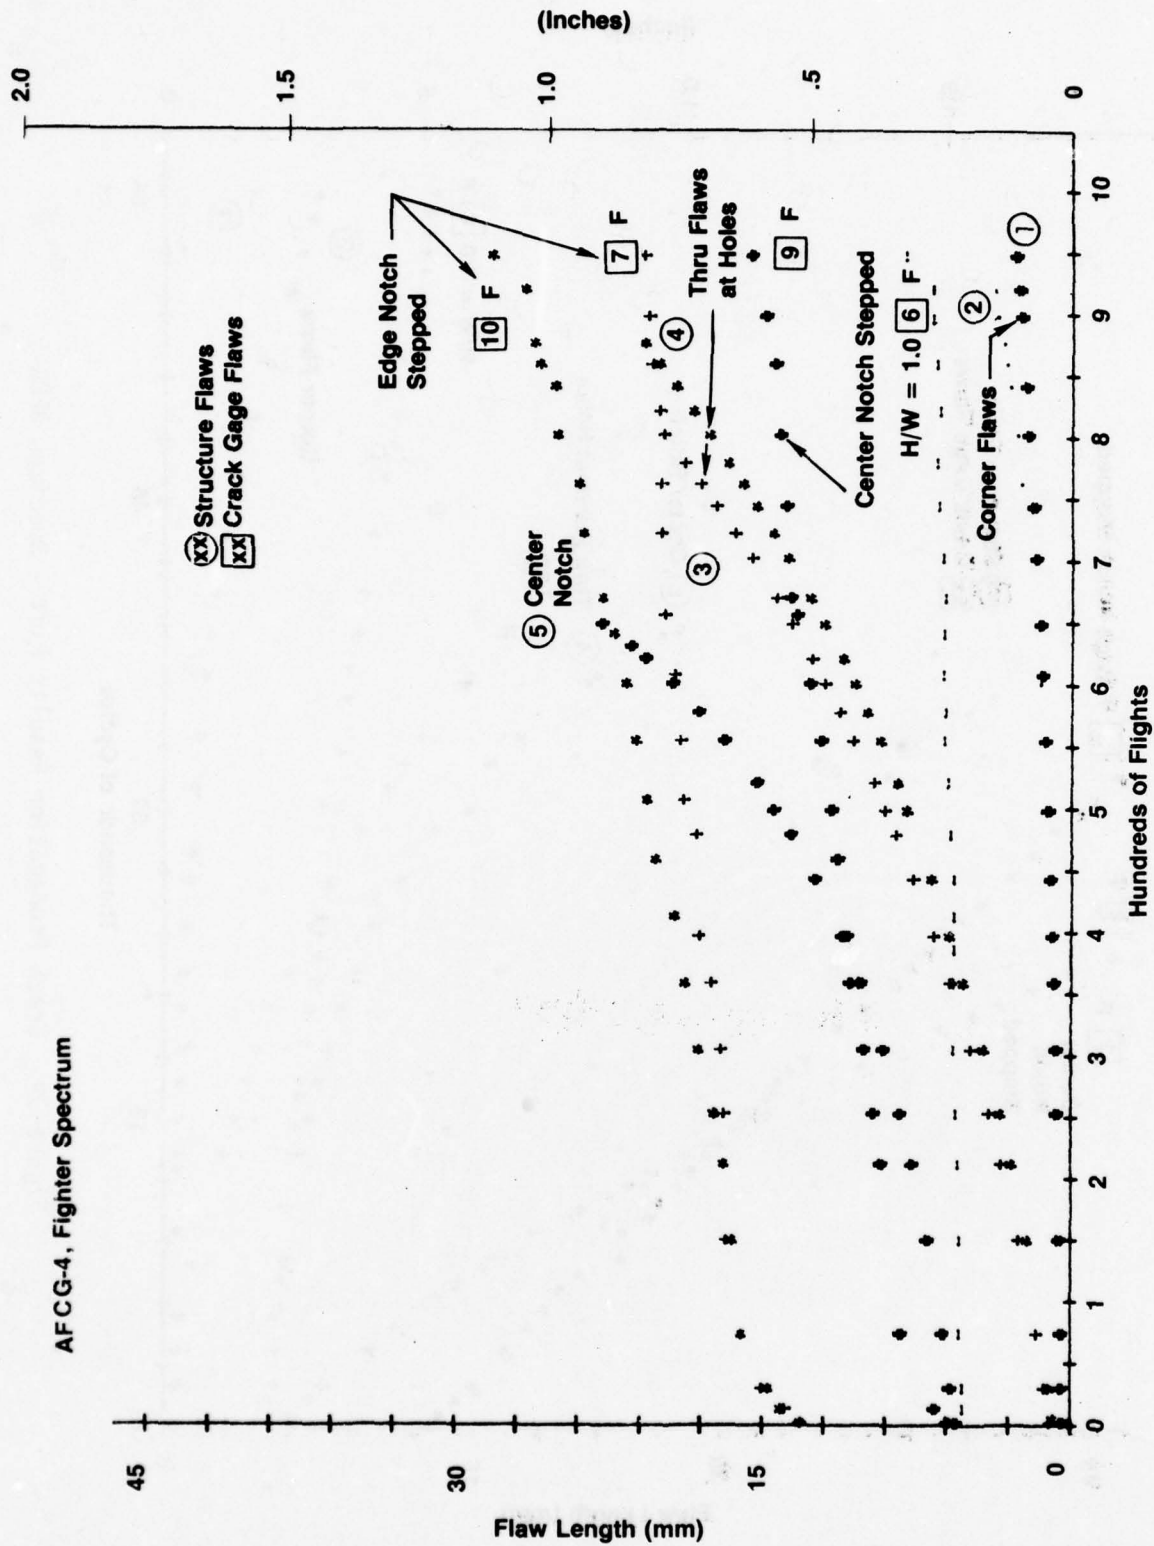 AFCG-4, Fighter Spectrum
(XX) Structure Flaws
[XX] Crack Gage Flaws
Edge Notch
Stepped
10 F
7 F
5 Center
Notch
4
3
Thru Flaws
at Holes
9 F
Center Notch Stepped
H/W = 1.0 6 F
2
Corner Flaws
1
Flaw Length (mm)
45
30
15
0
(Inches)
2.0
1.5
1.0
.5
0
0 1 2 3 4 5 6 7 8 9 10
Hundreds of Flights